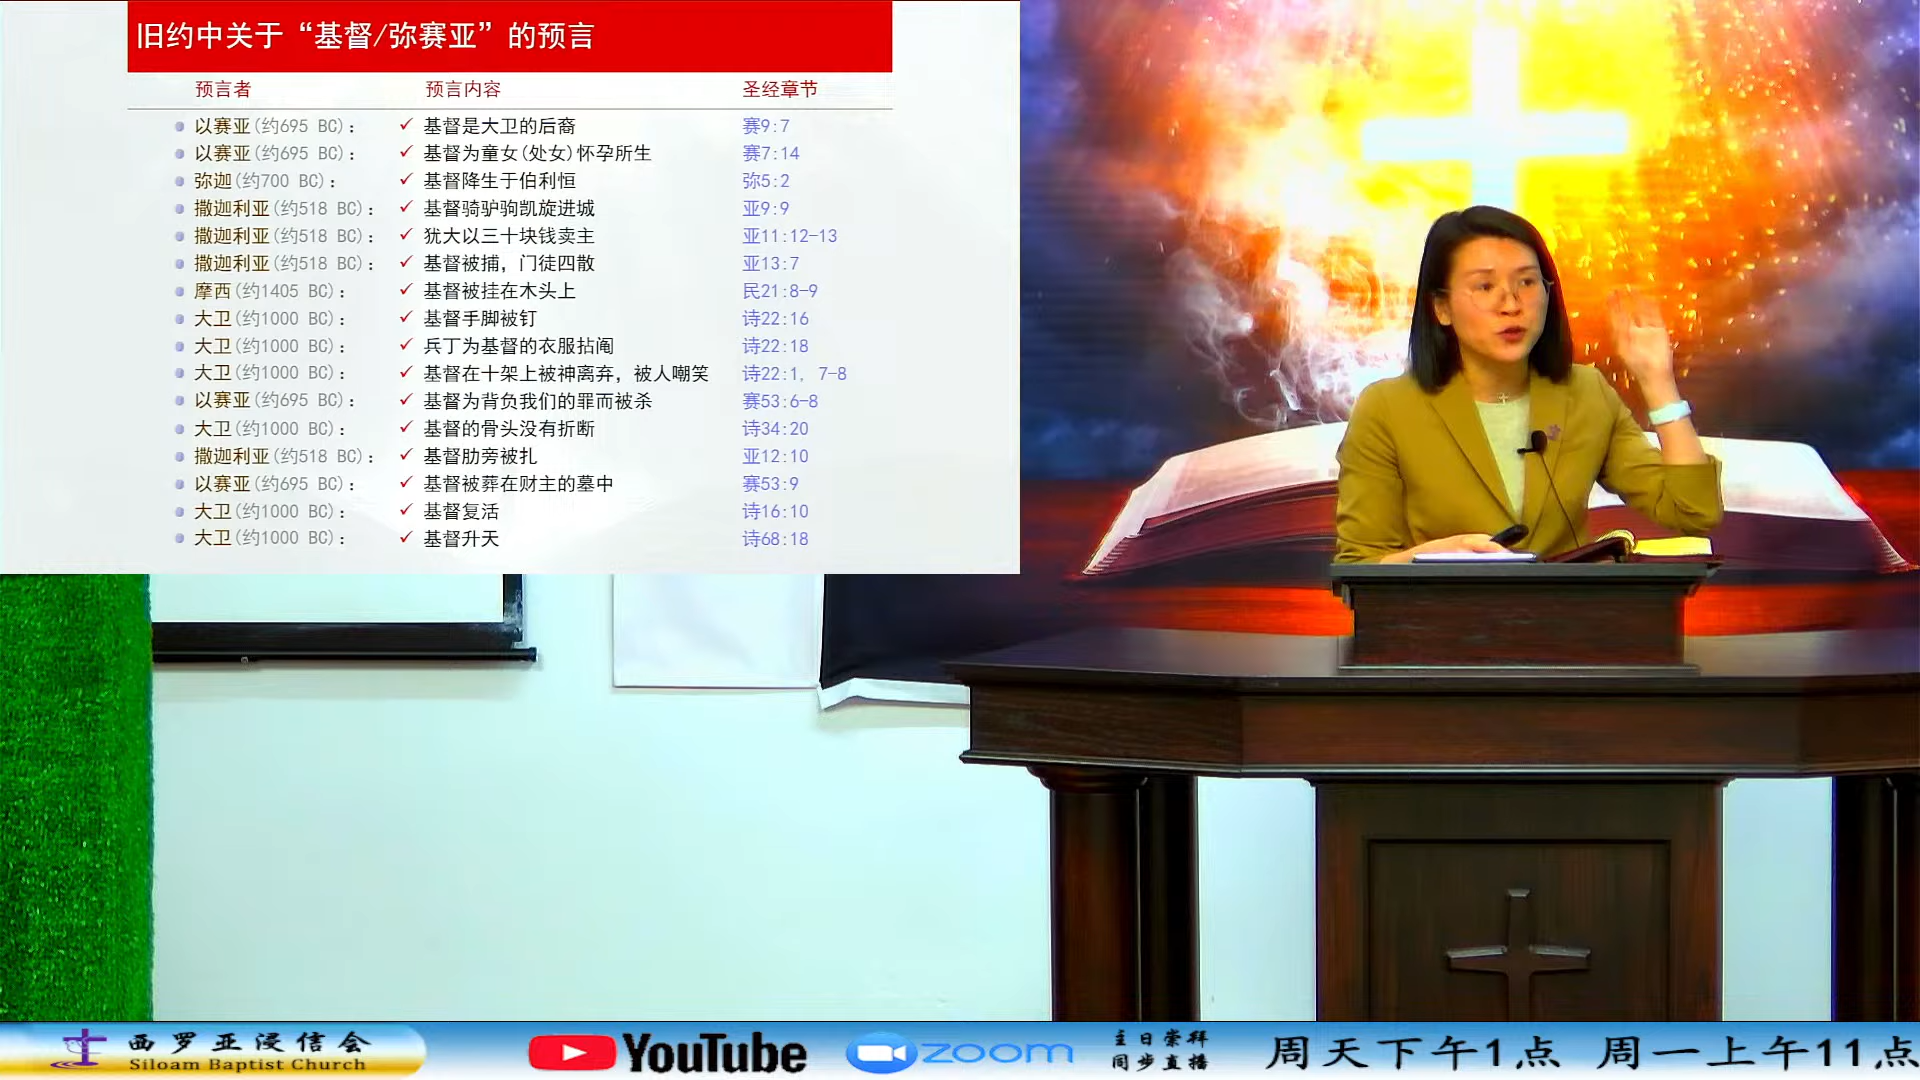 旧约中关于“基督/弥赛亚”的预言
预言者 预言内容 圣经章节
以赛亚(约695 BC): ✓ 基督是大卫的后裔 赛9:7
以赛亚(约695 BC): ✓ 基督为童女(处女)怀孕所生 赛7:14
弥迦(约700 BC): ✓ 基督降生于伯利恒 弥5:2
撒迦利亚(约518 BC): ✓ 基督骑驴驹凯旋进城 亚9:9
撒迦利亚(约518 BC): ✓ 犹大以三十块钱卖主 亚11:12-13
撒迦利亚(约518 BC): ✓ 基督被捕，门徒四散 亚13:7
摩西(约1405 BC): ✓ 基督被挂在木头上 民21:8-9
大卫(约1000 BC): ✓ 基督手脚被钉 诗22:16
大卫(约1000 BC): ✓ 兵丁为基督的衣服拈阄 诗22:18
大卫(约1000 BC): ✓ 基督在十架上被神离弃，被人嘲笑 诗22:1, 7-8
以赛亚(约695 BC): ✓ 基督为背负我们的罪而被杀 赛53:6-8
大卫(约1000 BC): ✓ 基督的骨头没有折断 诗34:20
撒迦利亚(约518 BC): ✓ 基督肋旁被扎 亚12:10
以赛亚(约695 BC): ✓ 基督被葬在财主的墓中 赛53:9
大卫(约1000 BC): ✓ 基督复活 诗16:10
大卫(约1000 BC): ✓ 基督升天 诗68:18
西罗亚浸信会
Siloam Baptist Church
YouTube
zoom
主日崇拜
同步直播
周天下午1点 周一上午11点